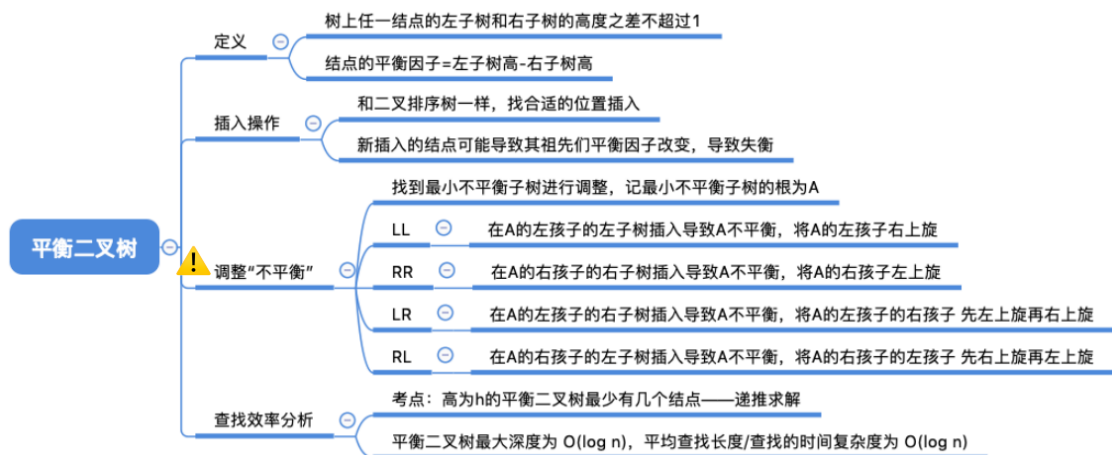 平衡二叉树
定义
树上任一结点的左子树和右子树的高度之差不超过1
结点的平衡因子=左子树高-右子树高
插入操作
和二叉排序树一样，找合适的位置插入
新插入的结点可能导致其祖先们平衡因子改变，导致失衡
调整“不平衡”
找到最小不平衡子树进行调整，记最小不平衡子树的根为A
LL
在A的左孩子的左子树插入导致A不平衡，将A的左孩子右上旋
RR
在A的右孩子的右子树插入导致A不平衡，将A的右孩子左上旋
LR
在A的左孩子的右子树插入导致A不平衡，将A的左孩子的右孩子 先左上旋再右上旋
RL
在A的右孩子的左子树插入导致A不平衡，将A的右孩子的左孩子 先右上旋再左上旋
查找效率分析
考点：高为h的平衡二叉树最少有几个结点——递推求解
平衡二叉树最大深度为 O(log n)，平均查找长度/查找的时间复杂度为 O(log n)